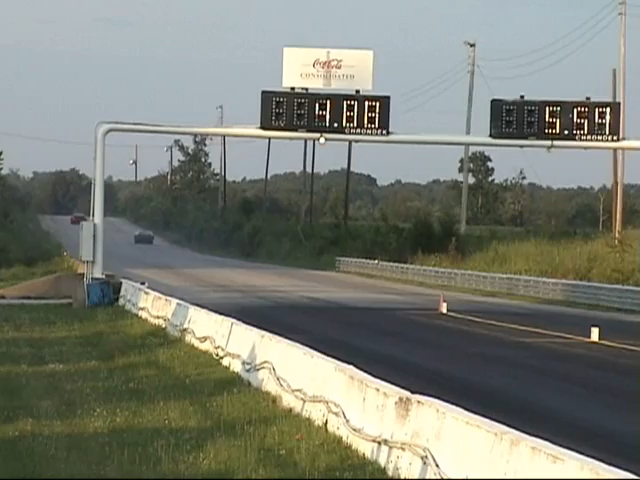 Coca-Cola
CONSOLIDATED
CHRONDEK
5.59
CHRONDEK